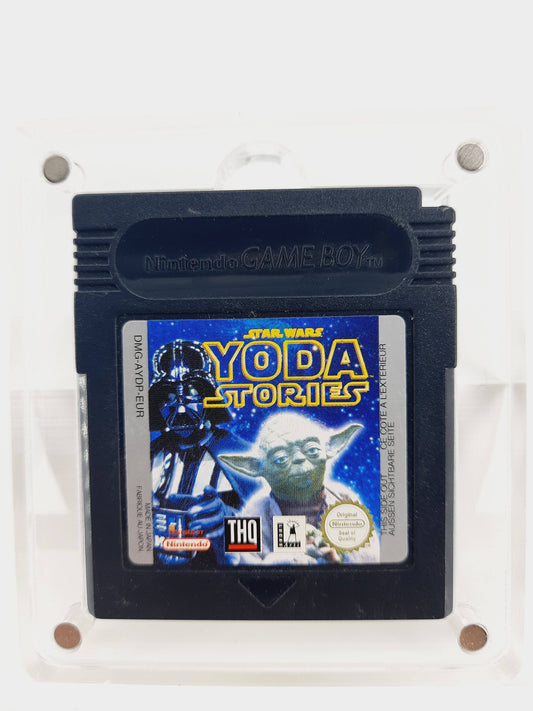 Nintendo GAME BOY TM
STAR WARS
YODA
STORIES
DMG-AYDP-EUR
MADE IN JAPAN
FABRIQUE AU JAPON
THIS SIDE OUT CE COTE A L'EXTERIEUR
AUSSEN SICHTBARE SEITE
Nintendo
THQ
Original
Nintendo
Seal of
Quality